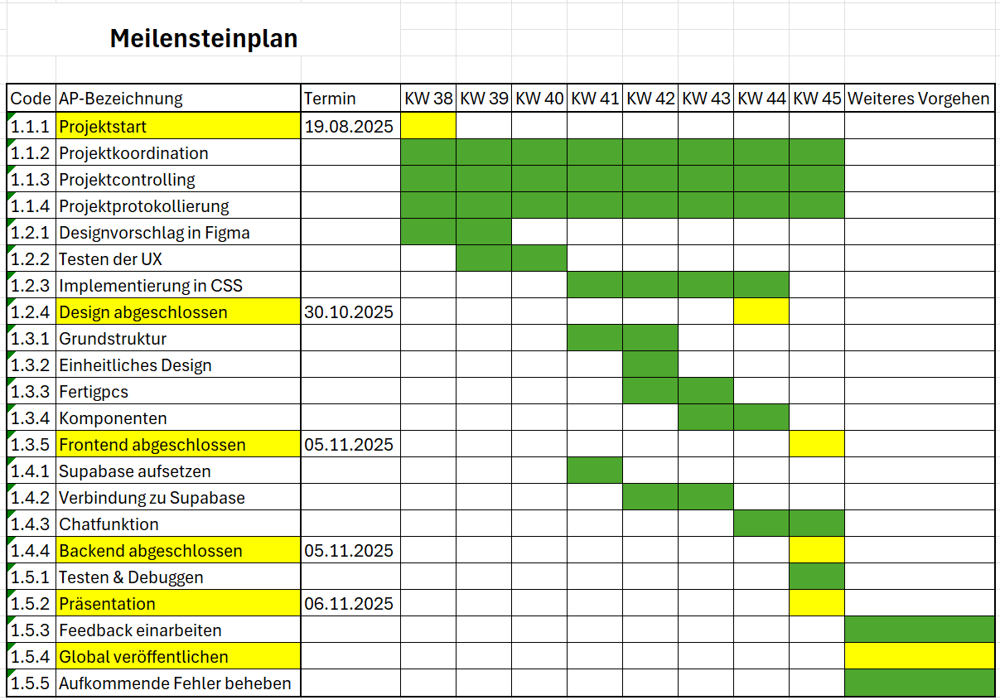 Meilensteinplan
Code AP-Bezeichnung Termin KW 38 KW 39 KW 40 KW 41 KW 42 KW 43 KW 44 KW 45 Weiteres Vorgehen
1.1.1 Projektstart 19.08.2025
1.1.2 Projektkoordination
1.1.3 Projektcontrolling
1.1.4 Projektprotokollierung
1.2.1 Designvorschlag in Figma
1.2.2 Testen der UX
1.2.3 Implementierung in CSS
1.2.4 Design abgeschlossen 30.10.2025
1.3.1 Grundstruktur
1.3.2 Einheitliches Design
1.3.3 Fertigpcs
1.3.4 Komponenten
1.3.5 Frontend abgeschlossen 05.11.2025
1.4.1 Supabase aufsetzen
1.4.2 Verbindung zu Supabase
1.4.3 Chatfunktion
1.4.4 Backend abgeschlossen 05.11.2025
1.5.1 Testen & Debuggen
1.5.2 Präsentation 06.11.2025
1.5.3 Feedback einarbeiten
1.5.4 Global veröffentlichen
1.5.5 Aufkommende Fehler beheben